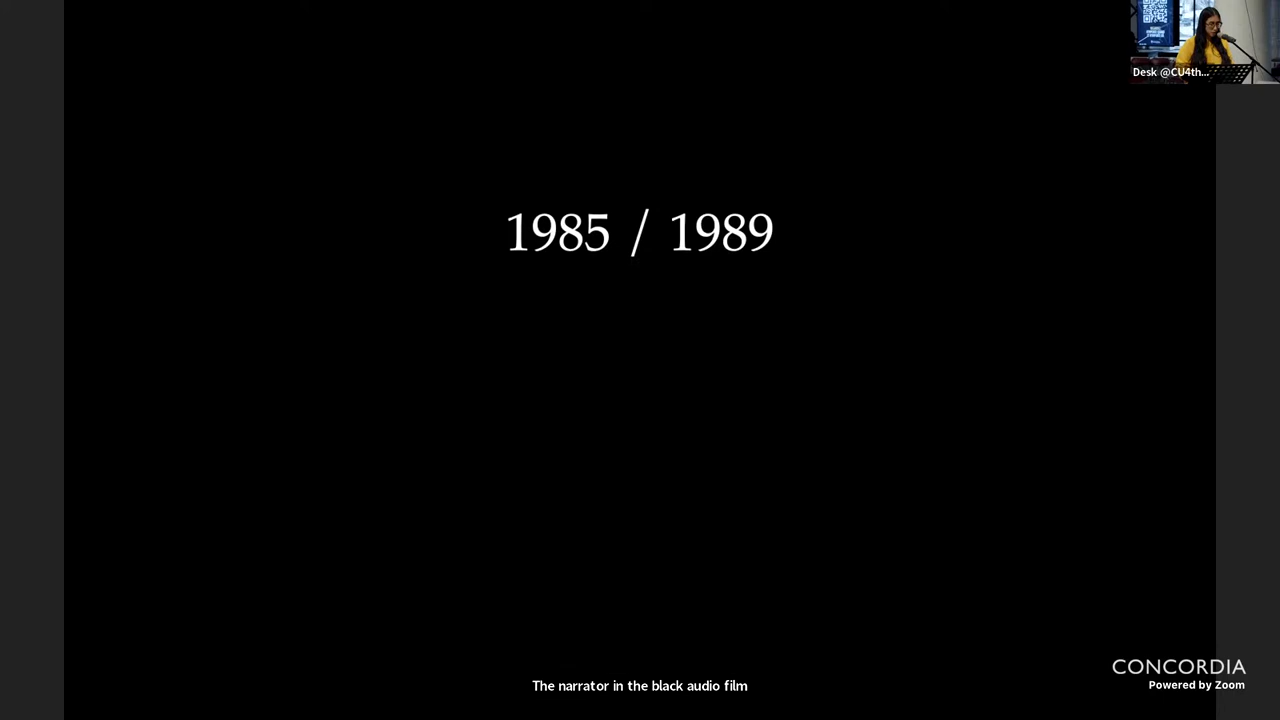 Desk @CU4th...
1985 / 1989
CONCORDIA
Powered by Zoom
The narrator in the black audio film